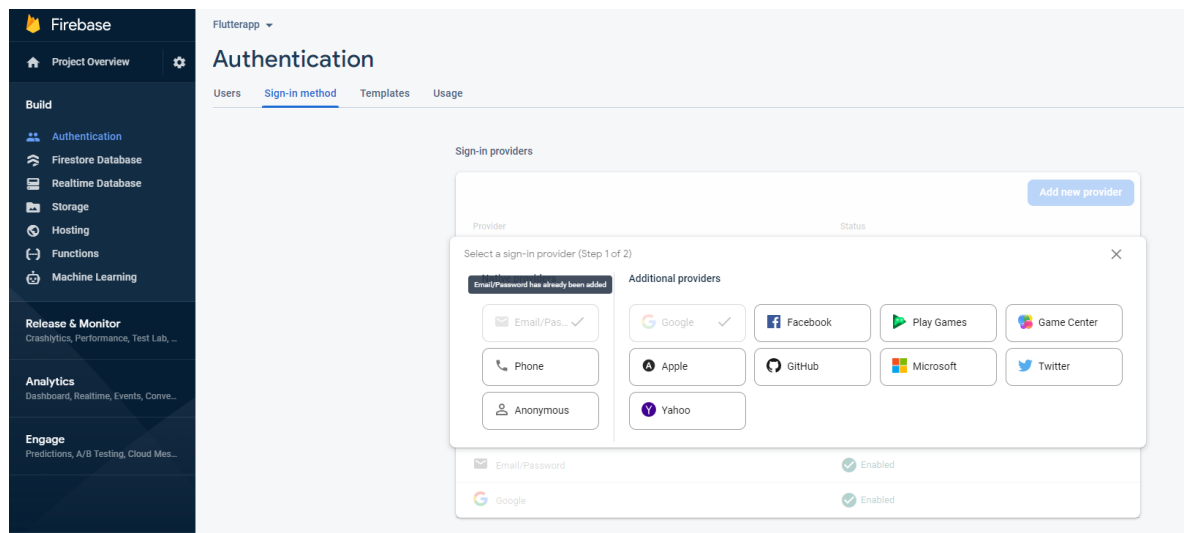 Firebase
Project Overview
Build
Authentication
Firestore Database
Realtime Database
Storage
Hosting
Functions
Machine Learning
Release & Monitor
Crashlytics, Performance, Test Lab, ...
Analytics
Dashboard, Realtime, Events, Conve...
Engage
Predictions, A/B Testing, Cloud Mes...
Flutterapp
Authentication
Users Sign-in method Templates Usage
Sign-in providers
Add new provider
Provider Status
Select a sign-in provider (Step 1 of 2)
Native providers Additional providers
Email/Password has already been added
Email/Pas... Google Facebook Play Games Game Center
Phone Apple GitHub Microsoft Twitter
Anonymous Yahoo
Email/Password Enabled
Google Enabled